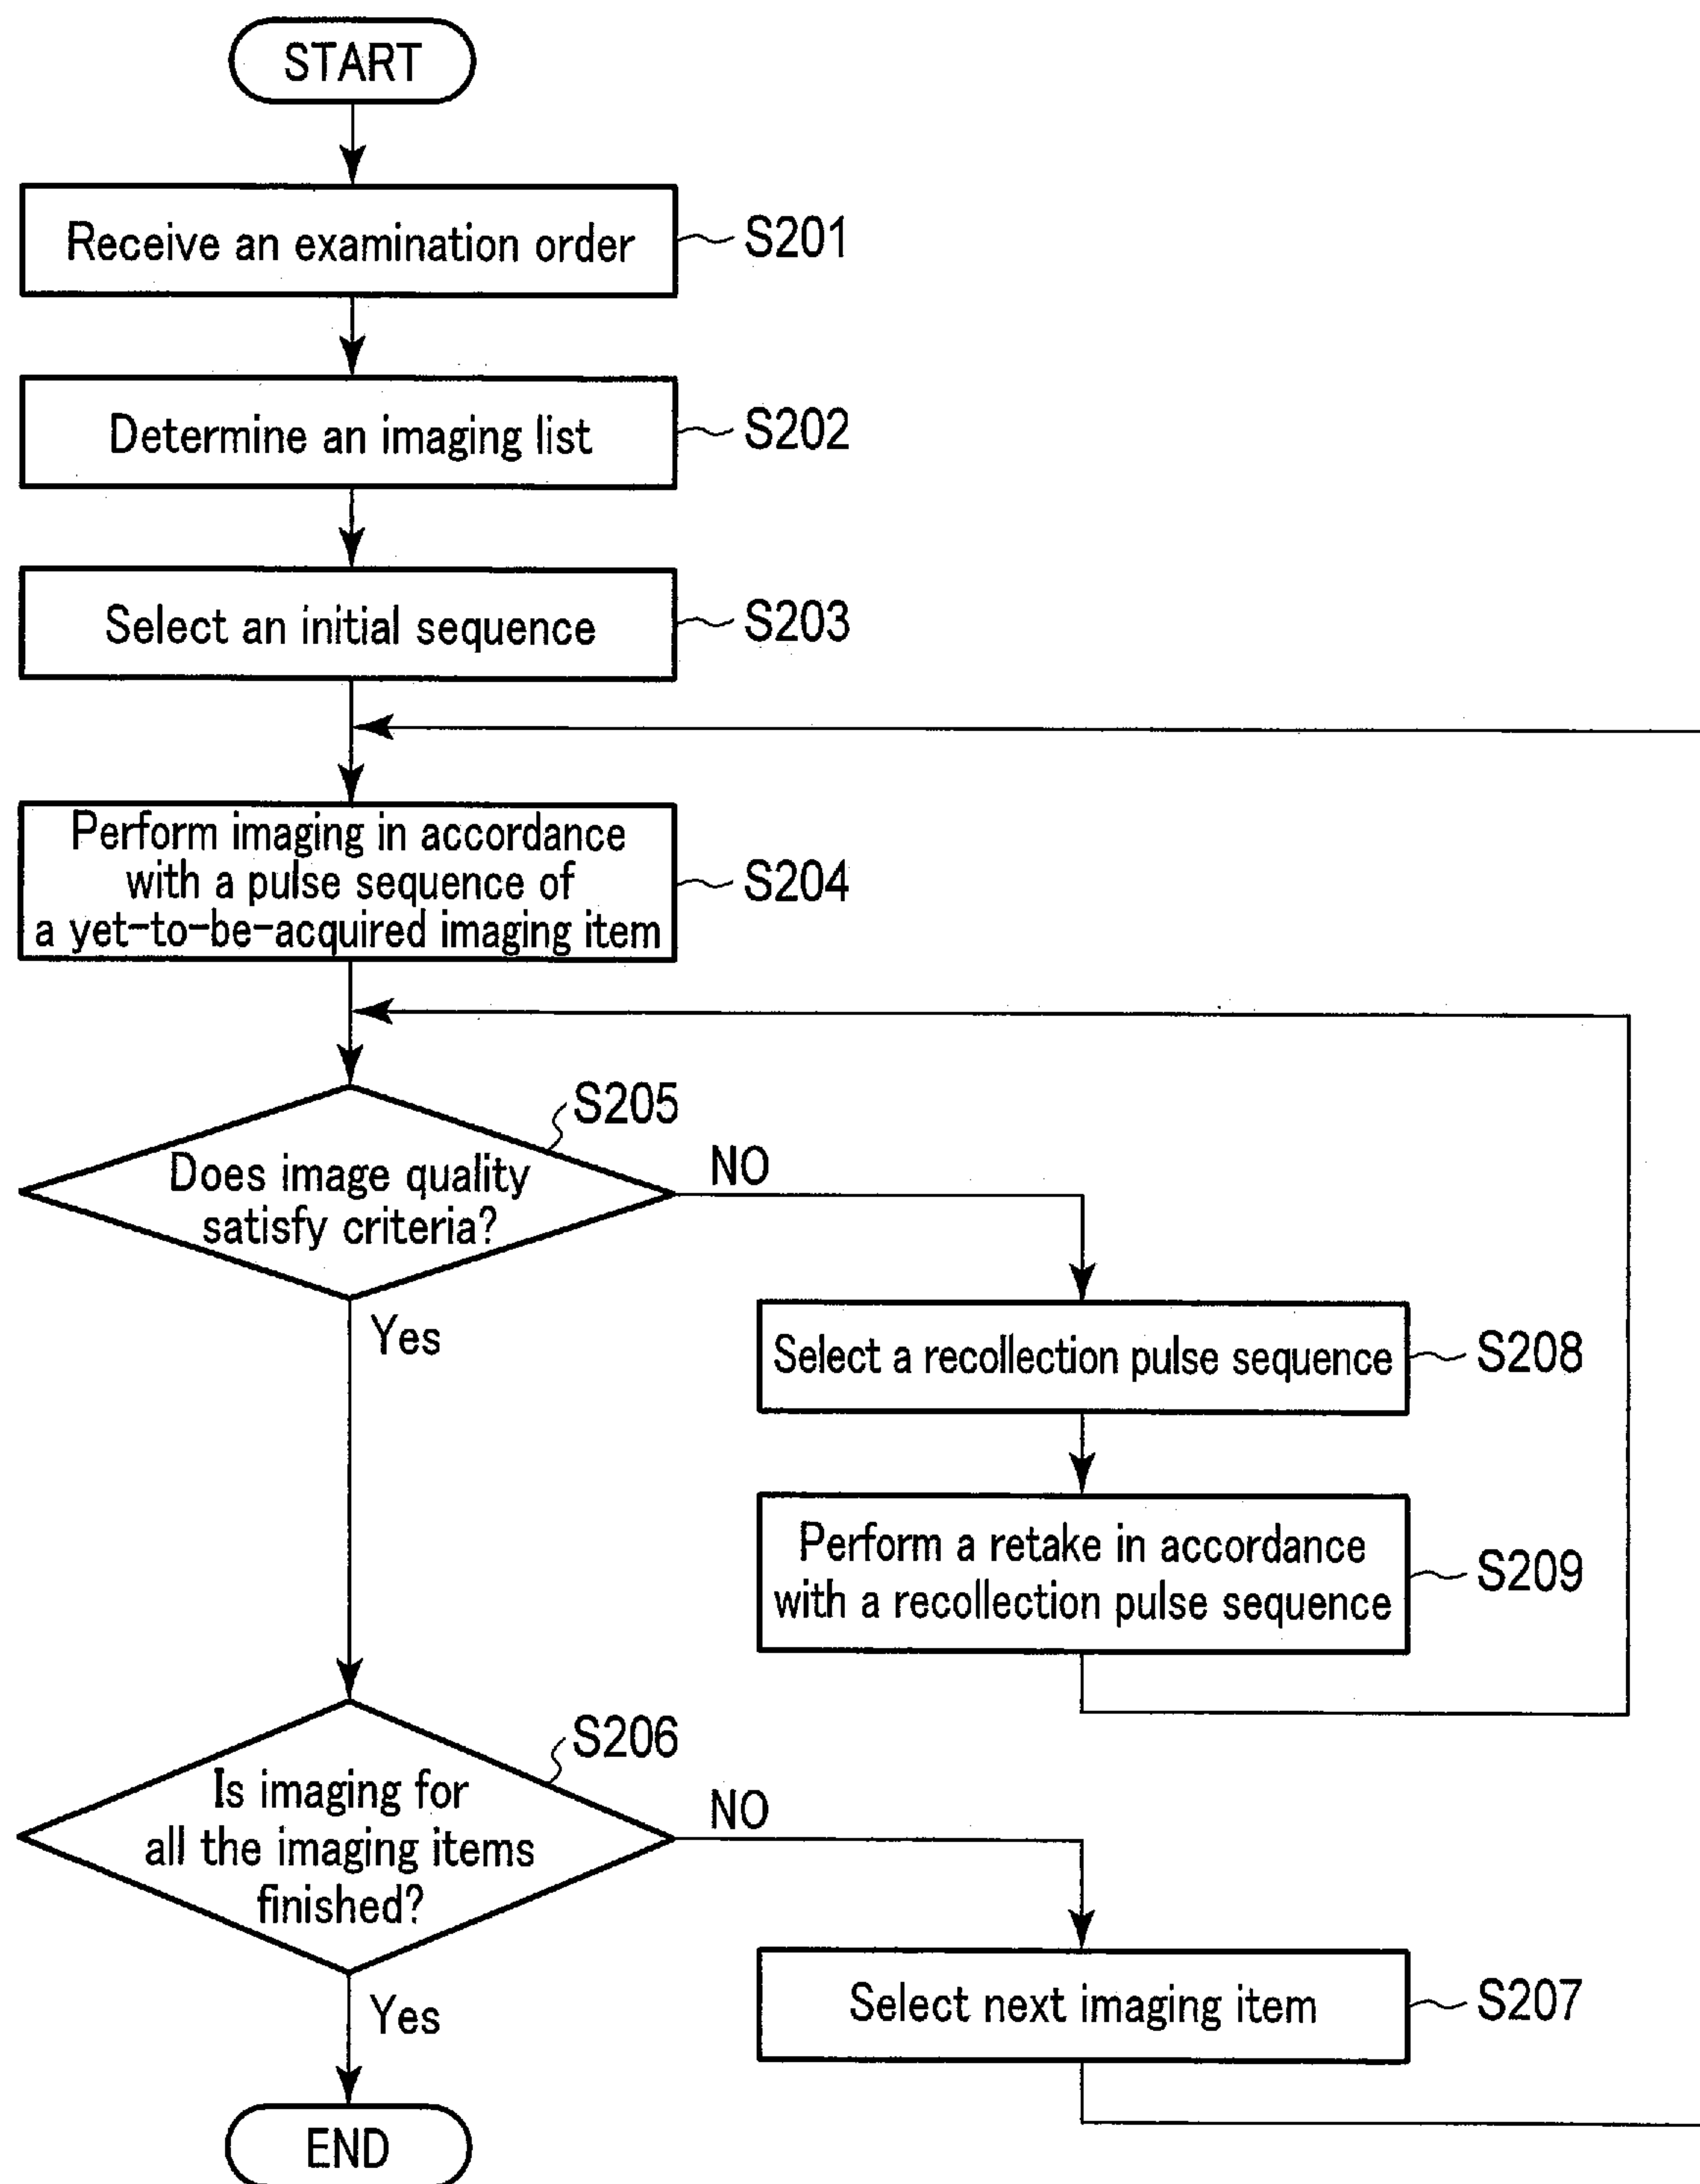 START
Receive an examination order
S201
Determine an imaging list
S202
Select an initial sequence
S203
Perform imaging in accordance
with a pulse sequence of
a yet-to-be-acquired imaging item
S204
S205
Does image quality
satisfy criteria?
NO
Yes
Select a recollection pulse sequence
S208
Perform a retake in accordance
with a recollection pulse sequence
S209
S206
Is imaging for
all the imaging items
finished?
NO
Yes
Select next imaging item
S207
END